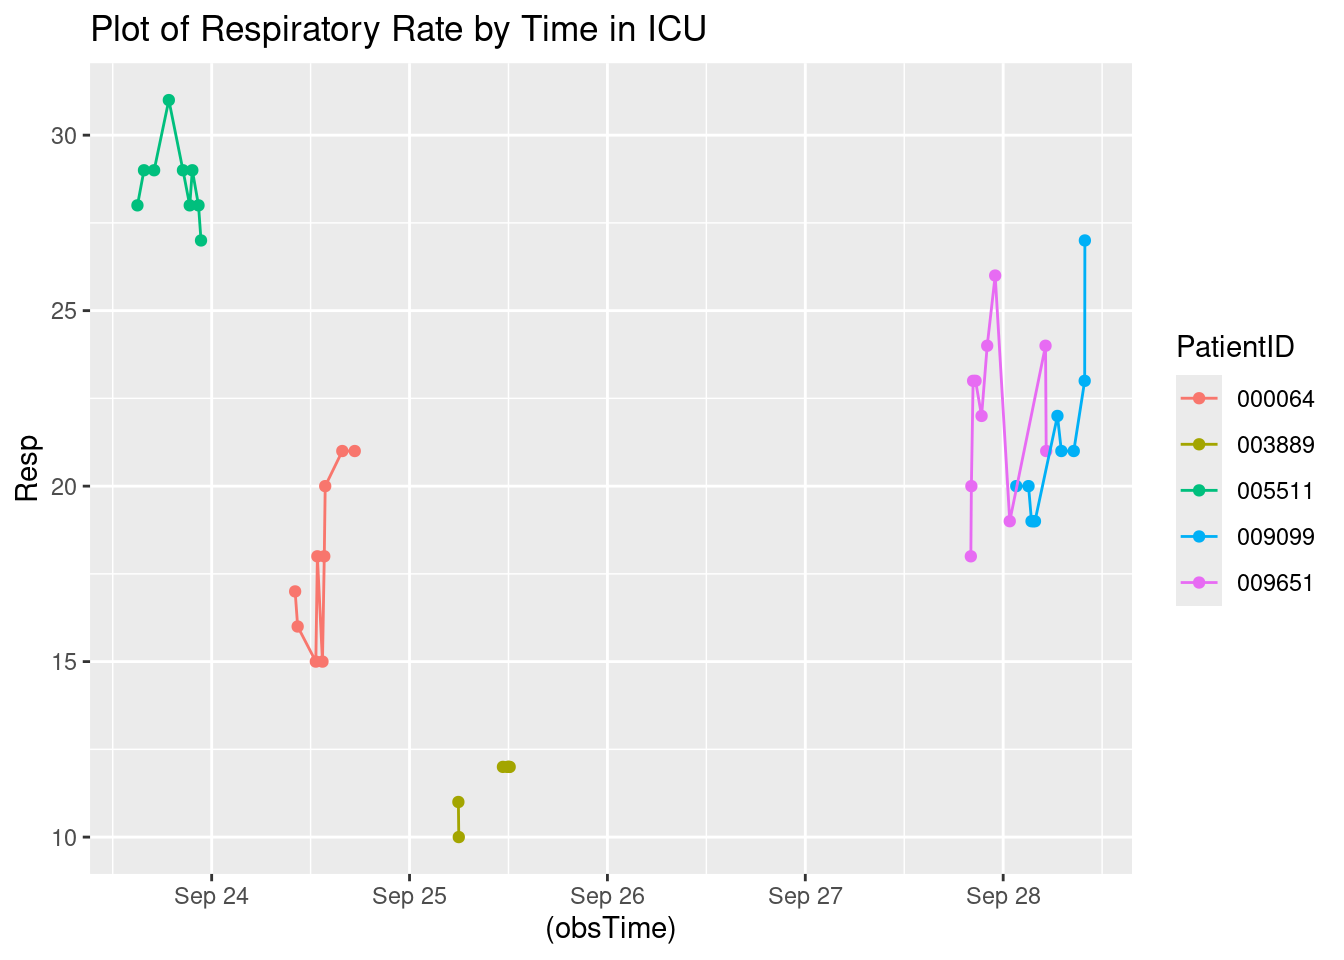 Plot of Respiratory Rate by Time in ICU
30
25
20
15
10
Resp
Sep 24 Sep 25 Sep 26 Sep 27 Sep 28
(obsTime)
PatientID
000064
003889
005511
009099
009651